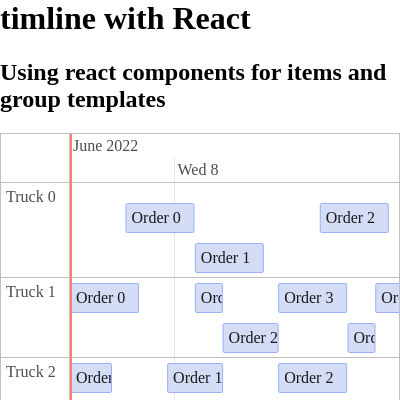 timline with React
Using react components for items and
group templates
June 2022
Wed 8
Truck 0
Order 0
Order 2
Order 1
Truck 1
Order 0
Orc
Order 3
Or
Order 2
Orc
Truck 2
Order
Order 1
Order 2